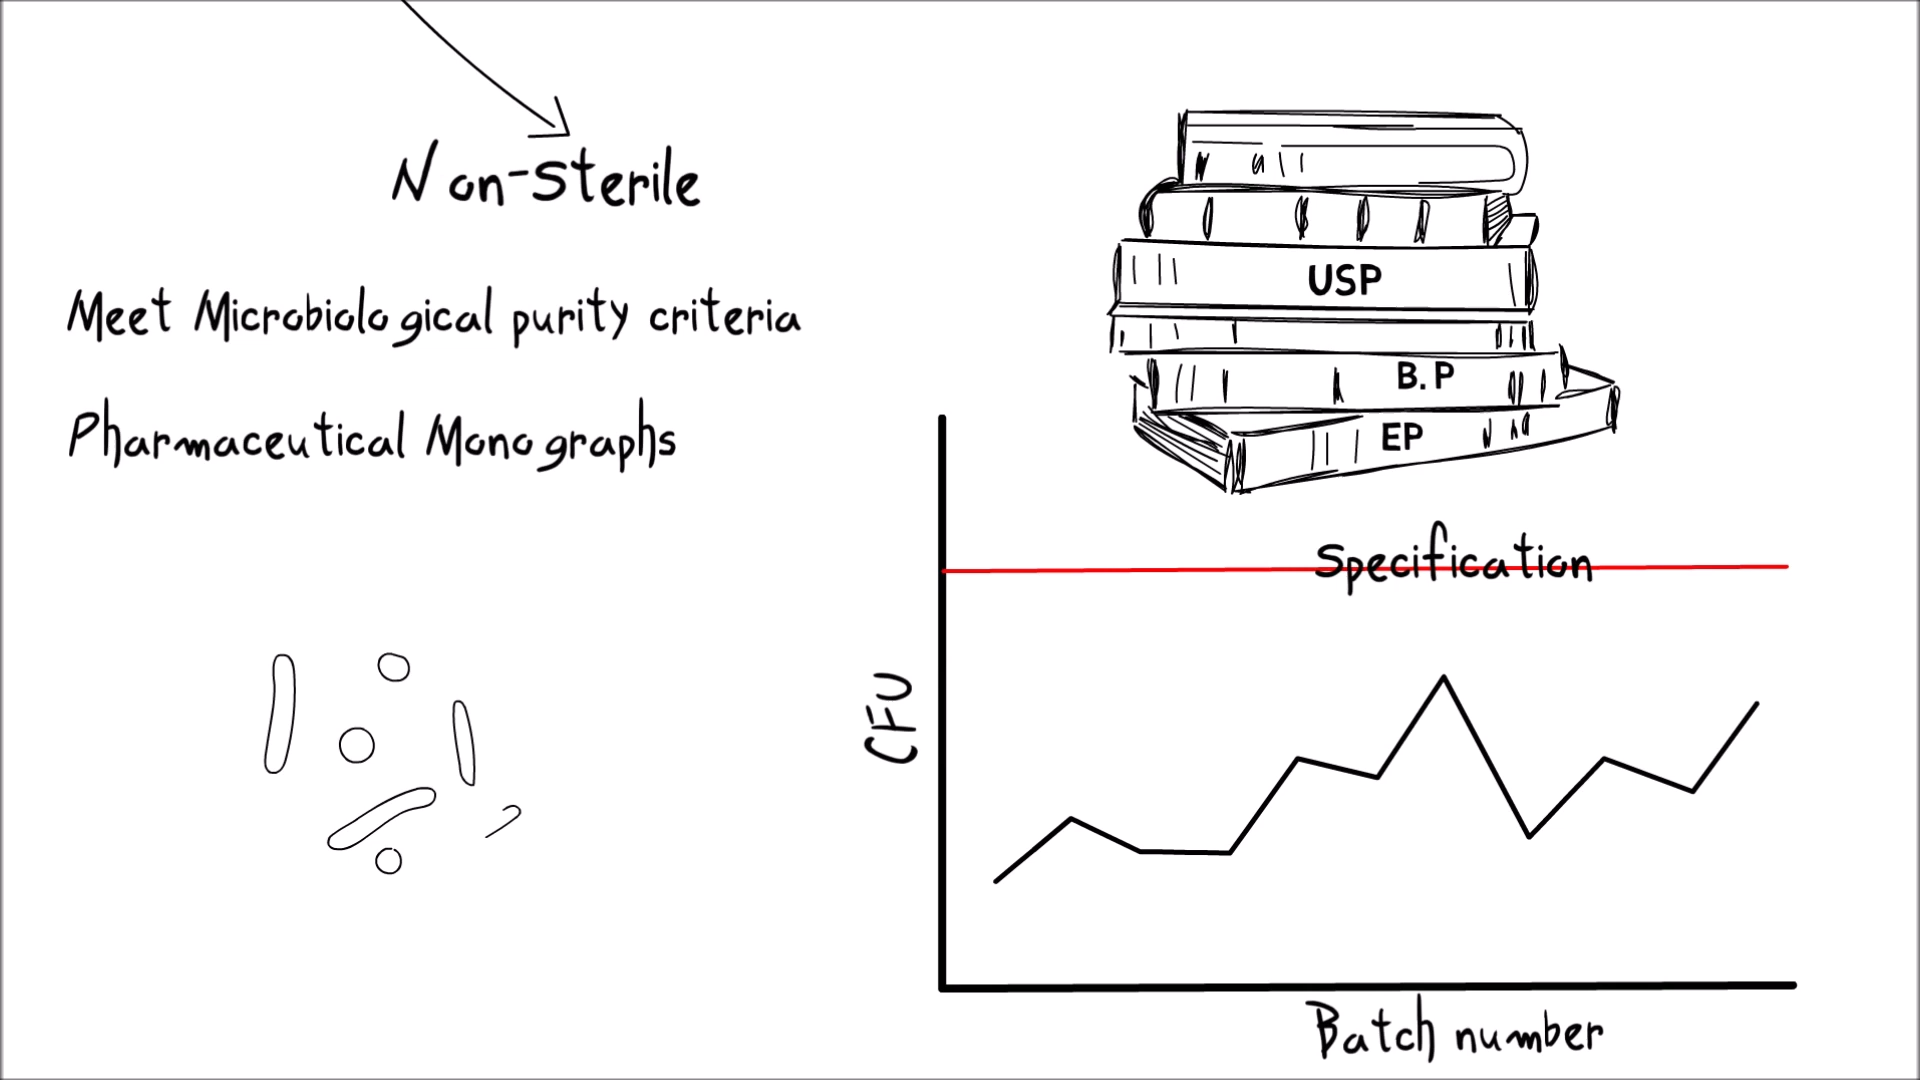 Non-Sterile
Meet Microbiological purity criteria
Pharmaceutical Monographs
USP
B.P
EP
Specification
CFU
Batch number